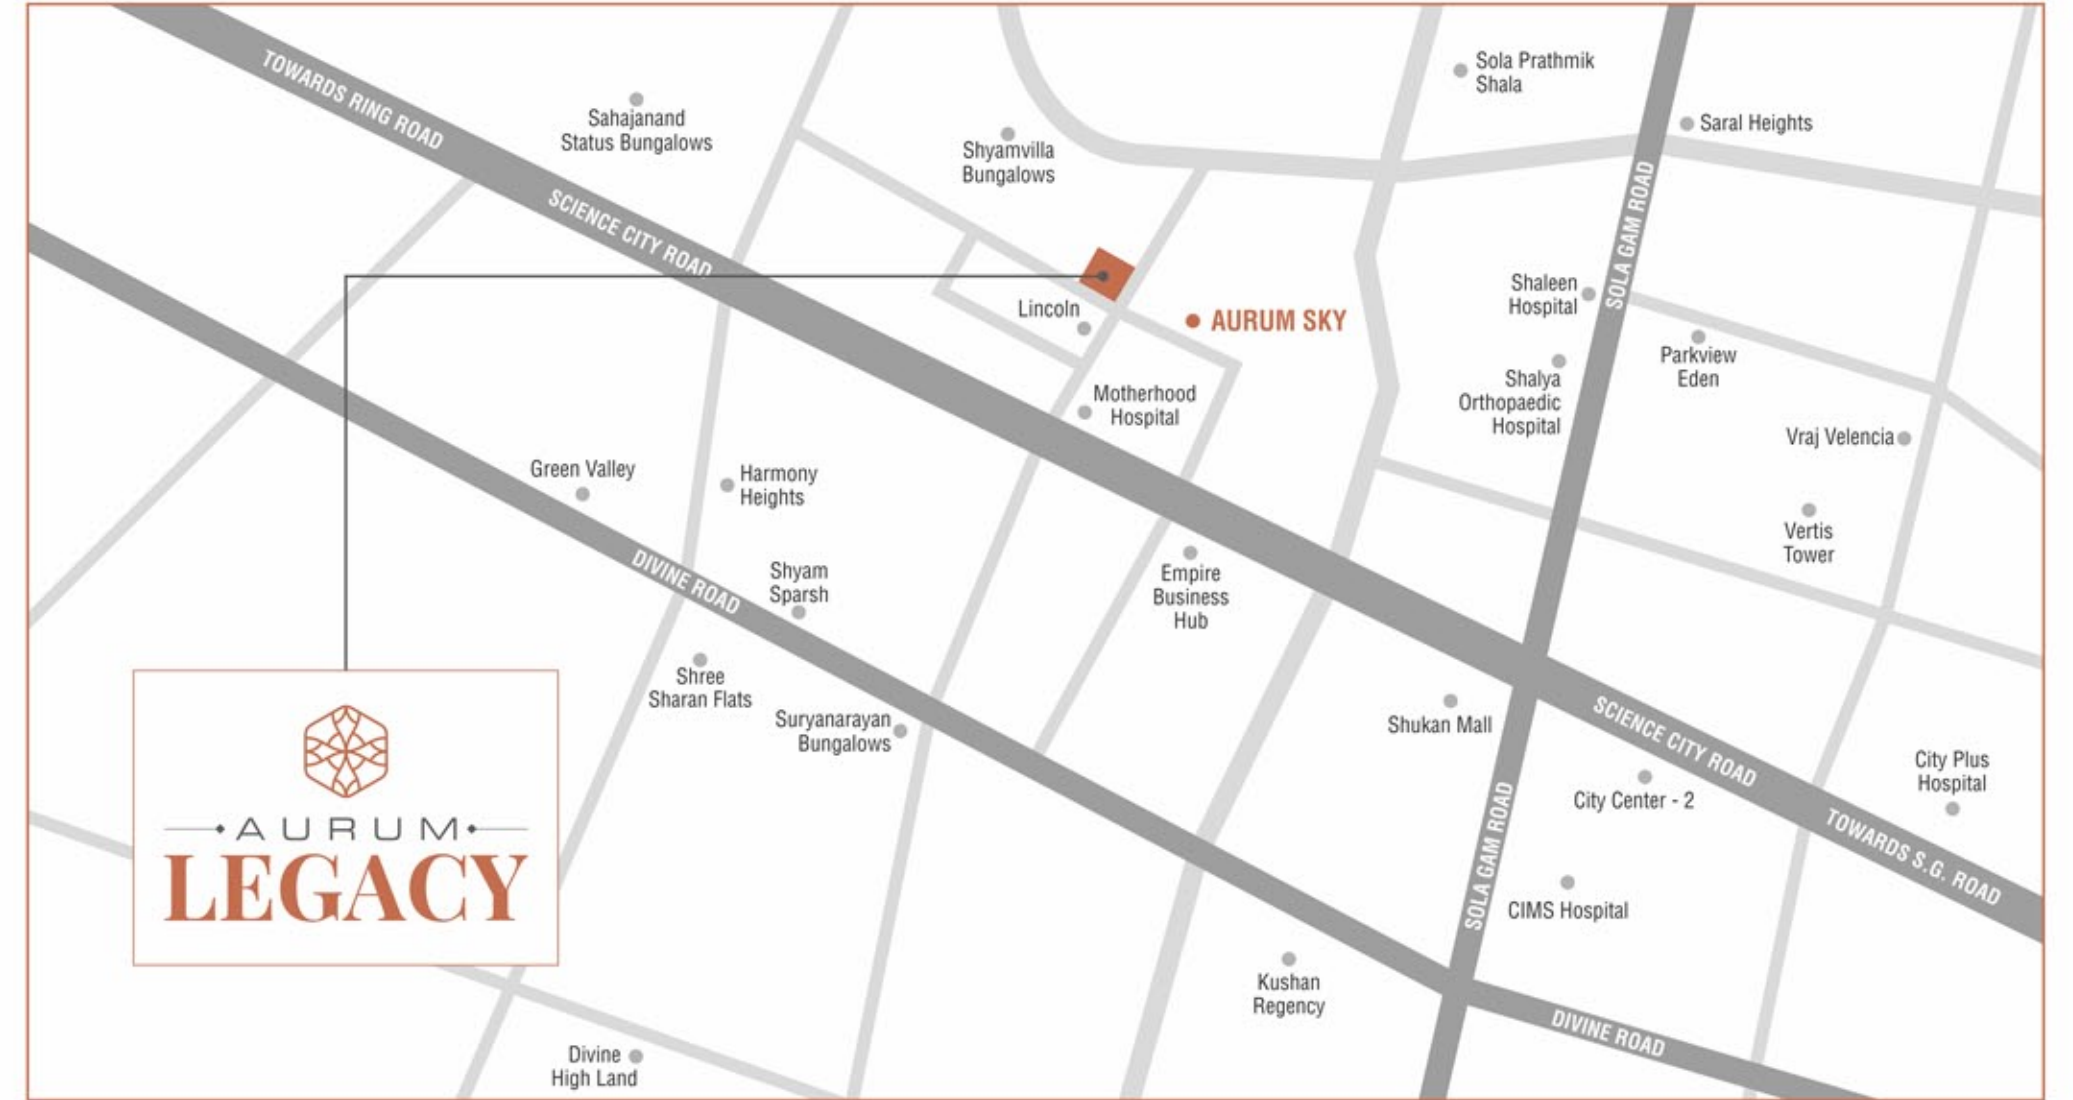 TOWARDS RING ROAD
Sahajanand
Status Bungalows
SCIENCE CITY ROAD
Shyamvilla
Bungalows
Sola Prathmik
Shala
Saral Heights
SOLA GAM ROAD
Lincoln
AURUM SKY
Shaleen
Hospital
Parkview
Eden
Shalya
Orthopaedic
Hospital
Motherhood
Hospital
Vraj Velencia
Green Valley
Harmony
Heights
Vertis
Tower
DIVINE ROAD
Shyam
Sparsh
Empire
Business
Hub
Shree
Sharan Flats
Suryanarayan
Bungalows
Shukan Mall
SCIENCE CITY ROAD
City Center - 2
City Plus
Hospital
TOWARDS S.G. ROAD
SOLA GAM ROAD
CIMS Hospital
AURUM
LEGACY
Kushan
Regency
DIVINE ROAD
Divine
High Land